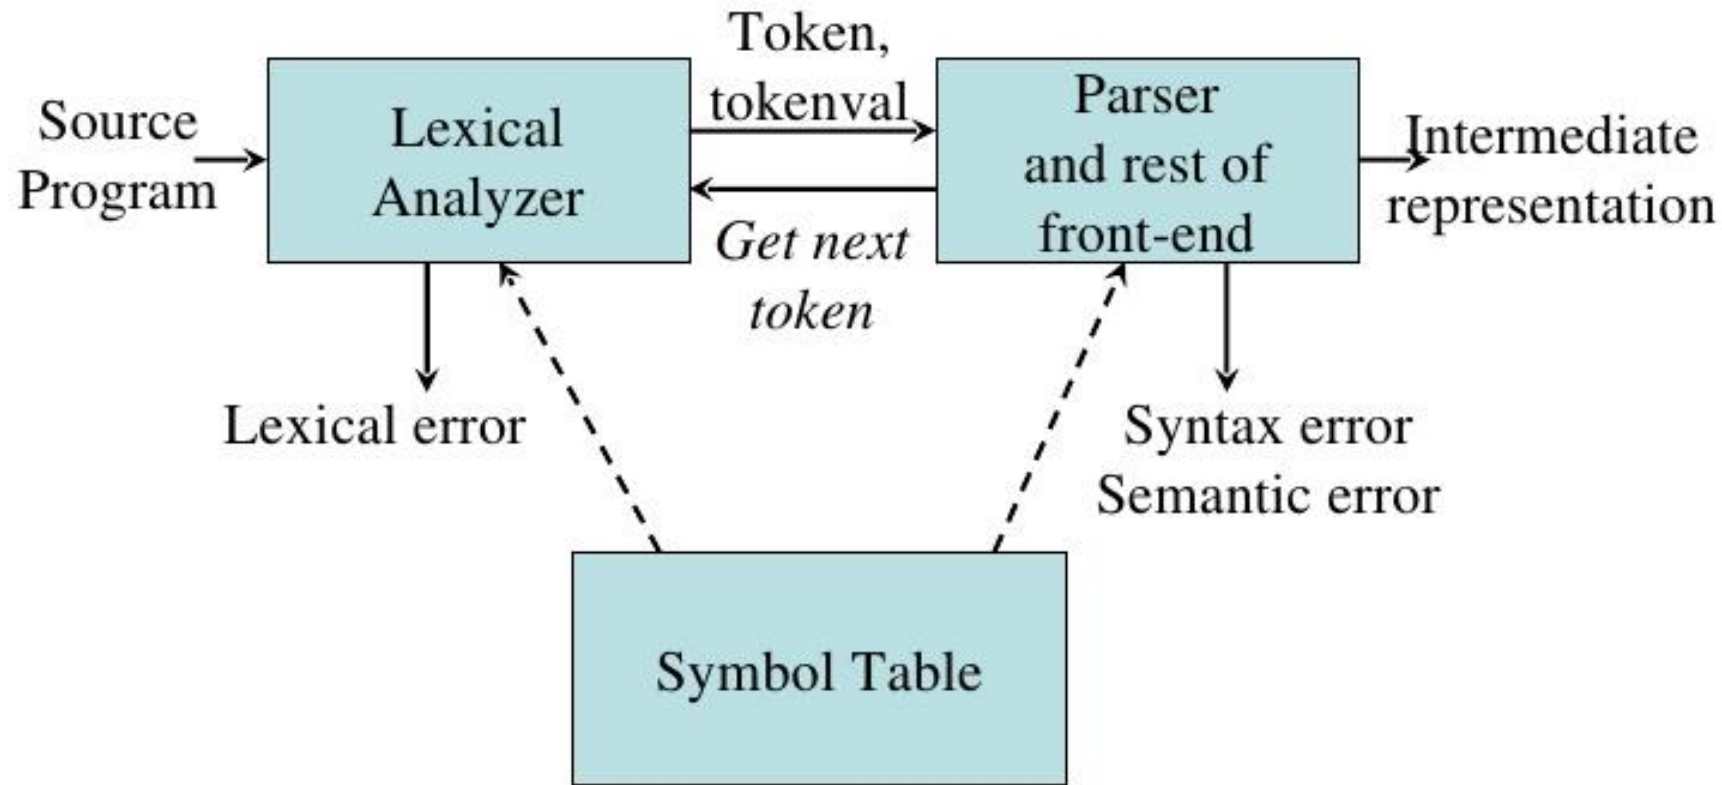 Source
Program
Lexical
Analyzer
Token,
tokenval
Get next
token
Parser
and rest of
front-end
Intermediate
representation
Lexical error
Syntax error
Semantic error
Symbol Table